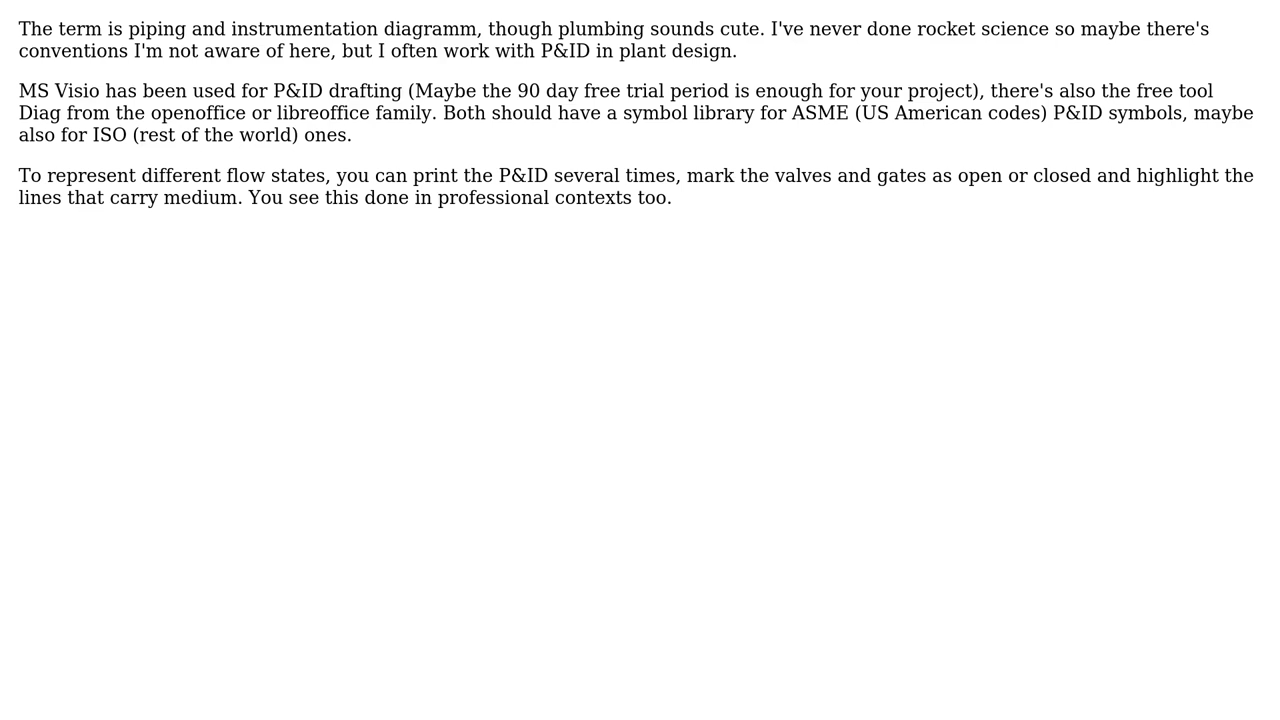 The term is piping and instrumentation diagramm, though plumbing sounds cute. I've never done rocket science so maybe there's
conventions I'm not aware of here, but I often work with P&ID in plant design.
MS Visio has been used for P&ID drafting (Maybe the 90 day free trial period is enough for your project), there's also the free tool
Diag from the openoffice or libreoffice family. Both should have a symbol library for ASME (US American codes) P&ID symbols, maybe
also for ISO (rest of the world) ones.
To represent different flow states, you can print the P&ID several times, mark the valves and gates as open or closed and highlight the
lines that carry medium. You see this done in professional contexts too.